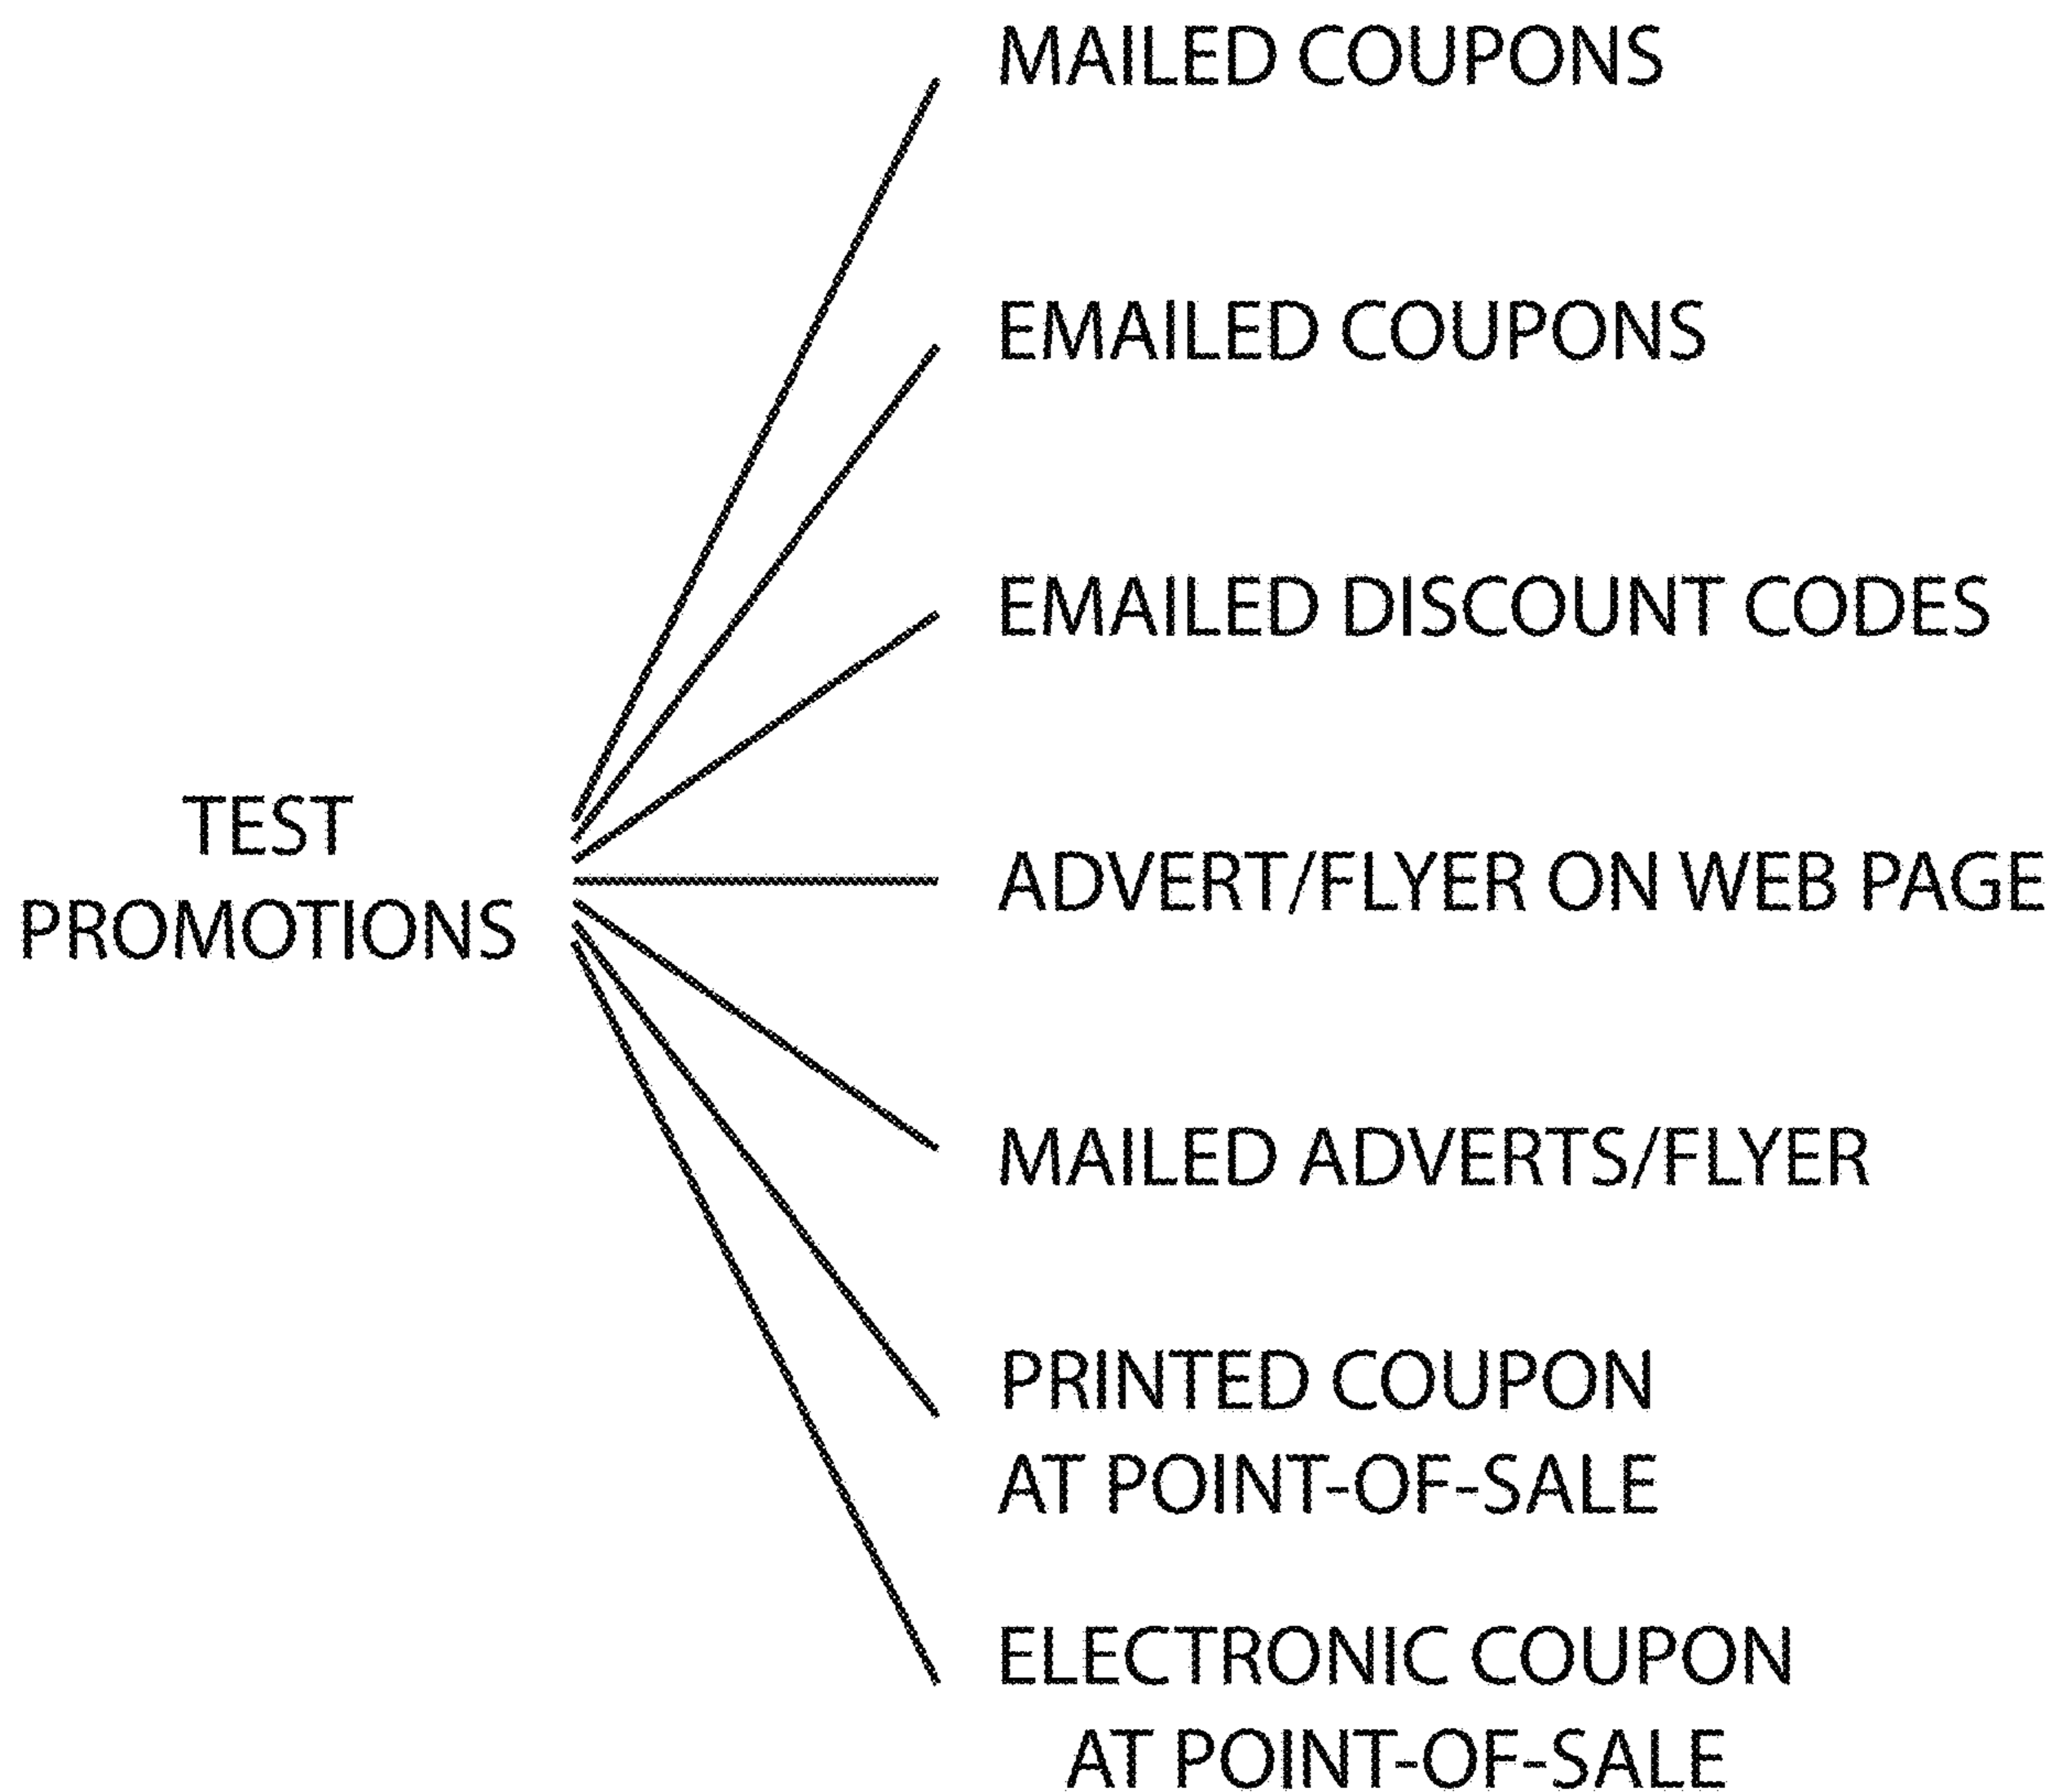 MAILED COUPONS
EMAILED COUPONS
EMAILED DISCOUNT CODES
TEST
PROMOTIONS
ADVERT/FLYER ON WEB PAGE
MAILED ADVERTS/FLYER
PRINTED COUPON
AT POINT-OF-SALE
ELECTRONIC COUPON
AT POINT-OF-SALE